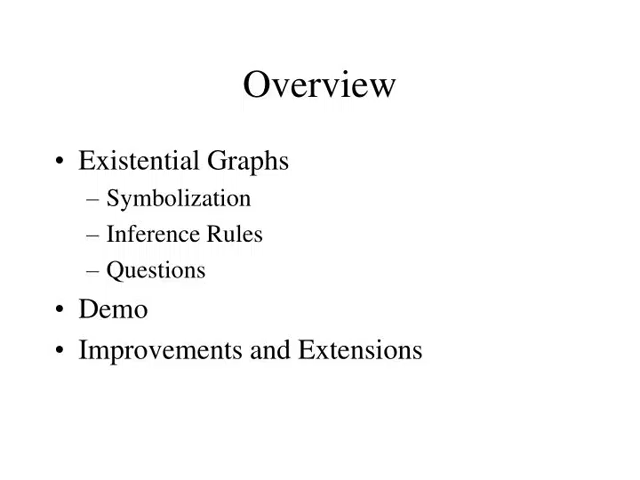 Overview
• Existential Graphs
– Symbolization
– Inference Rules
– Questions
• Demo
• Improvements and Extensions